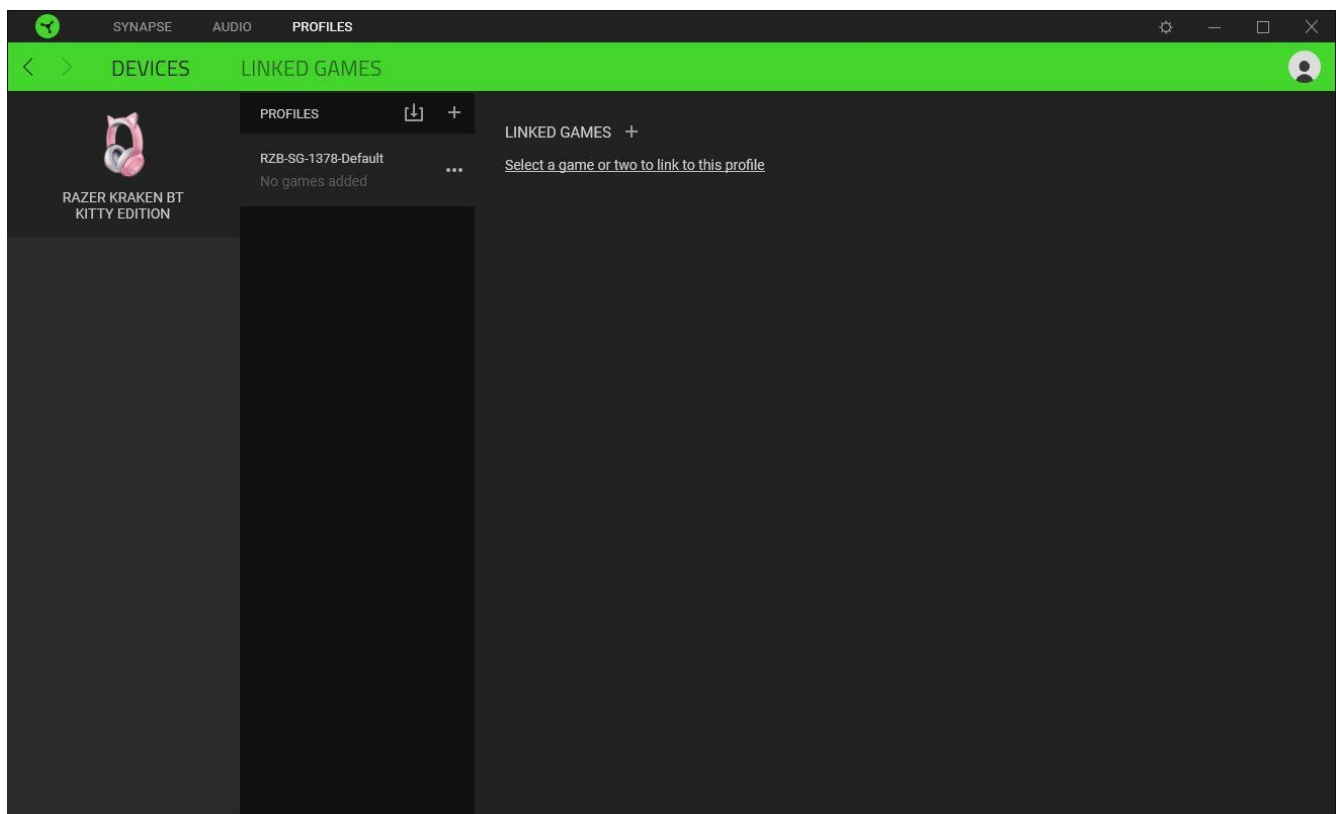 SYNAPSE AUDIO PROFILES
DEVICES LINKED GAMES
RAZER KRAKEN BT
KITTY EDITION
PROFILES
RZB-SG-1378-Default
No games added
LINKED GAMES +
Select a game or two to link to this profile